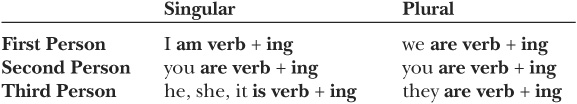 Singular Plural
First Person I am verb + ing we are verb + ing
Second Person you are verb + ing you are verb + ing
Third Person he, she, it is verb + ing they are verb + ing